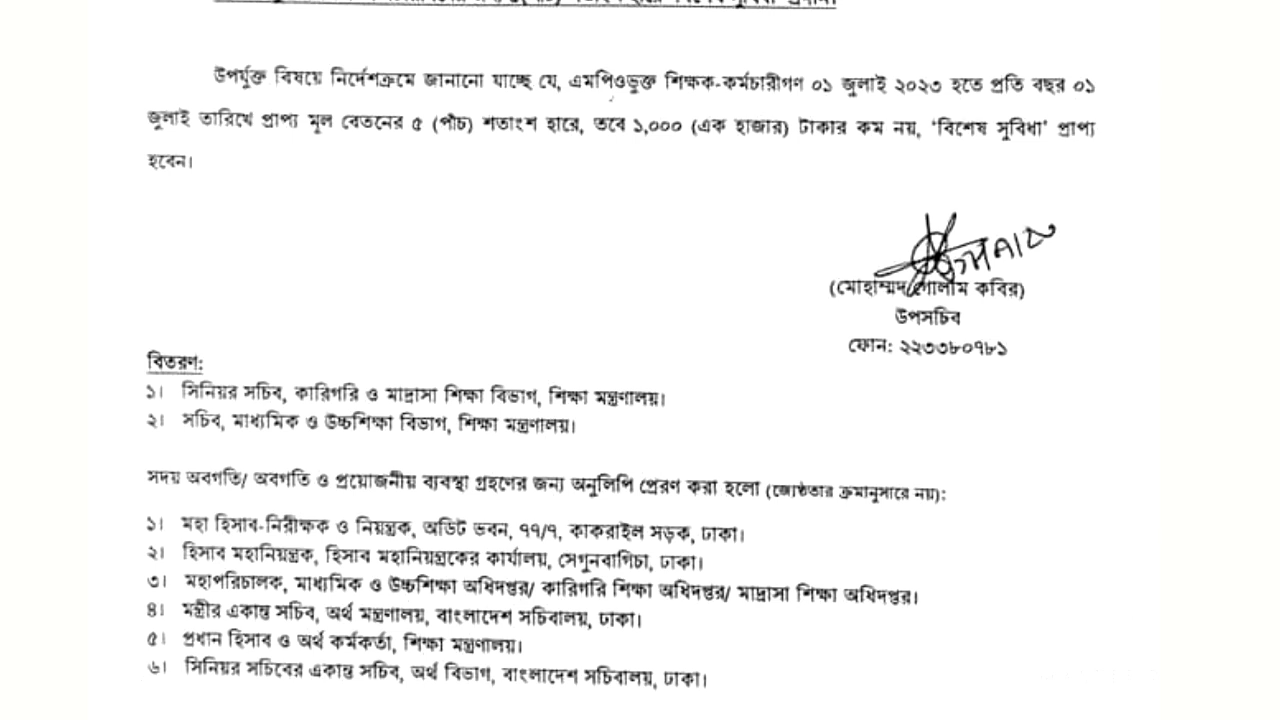 উপর্যুক্ত বিষয়ে নির্দেশক্রমে জানানো যাচ্ছে যে, এমপিওভুক্ত শিক্ষক-কর্মচারীগণ ০১ জুলাই ২০২৩ হতে প্রতি বছর ০১
জুলাই তারিখে প্রাপ্য মূল বেতনের ৫ (পাঁচ) শতাংশ হারে, তবে ১,০০০ (এক হাজার) টাকার কম নয়, ‘বিশেষ সুবিধা’ প্রাপ্য
হবেন।
(মোহাম্মদ গোলাম কবির)
উপসচিব
ফোন: ২২৩৩৮০৭৮১
বিতরণ:
১। সিনিয়র সচিব, কারিগরি ও মাদ্রাসা শিক্ষা বিভাগ, শিক্ষা মন্ত্রণালয়।
২। সচিব, মাধ্যমিক ও উচ্চশিক্ষা বিভাগ, শিক্ষা মন্ত্রণালয়।
সদয় অবগতি/ অবগতি ও প্রয়োজনীয় ব্যবস্থা গ্রহণের জন্য অনুলিপি প্রেরণ করা হলো (জ্যেষ্ঠতার ক্রমানুসারে নয়):
১। মহা হিসাব-নিরীক্ষক ও নিয়ন্ত্রক, অডিট ভবন, ৭৭/৭, কাকরাইল সড়ক, ঢাকা।
২। হিসাব মহানিয়ন্ত্রক, হিসাব মহানিয়ন্ত্রকের কার্যালয়, সেগুনবাগিচা, ঢাকা।
৩। মহাপরিচালক, মাধ্যমিক ও উচ্চশিক্ষা অধিদপ্তর/ কারিগরি শিক্ষা অধিদপ্তর/ মাদ্রাসা শিক্ষা অধিদপ্তর।
৪। মন্ত্রীর একান্ত সচিব, অর্থ মন্ত্রণালয়, বাংলাদেশ সচিবালয়, ঢাকা।
৫। প্রধান হিসাব ও অর্থ কর্মকর্তা, শিক্ষা মন্ত্রণালয়।
৬। সিনিয়র সচিবের একান্ত সচিব, অর্থ বিভাগ, বাংলাদেশ সচিবালয়, ঢাকা।